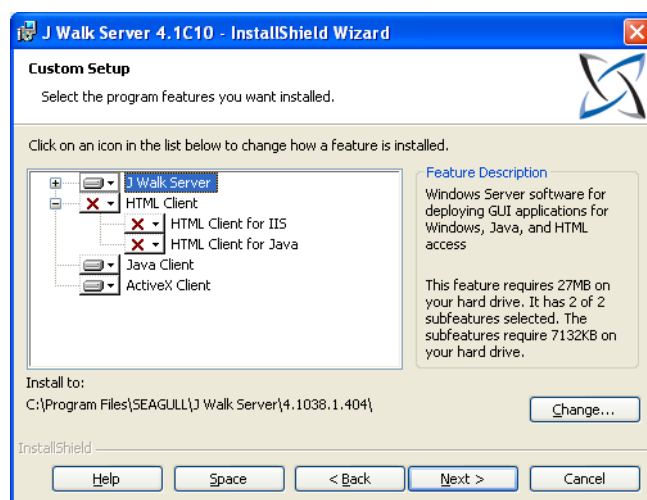 J Walk Server 4.1C10 - InstallShield Wizard
Custom Setup
Select the program features you want installed.
Click on an icon in the list below to change how a feature is installed.
J Walk Server
HTML Client
HTML Client for IIS
HTML Client for Java
Java Client
ActiveX Client
Feature Description
Windows Server software for
deploying GUI applications for
Windows, Java, and HTML
access
This feature requires 27MB on
your hard drive. It has 2 of 2
subfeatures selected. The
subfeatures require 7132KB on
your hard drive.
Install to:
C:\Program Files\SEAGULL\J Walk Server\4.1038.1.404\
Change...
InstallShield
Help
Space
< Back
Next >
Cancel